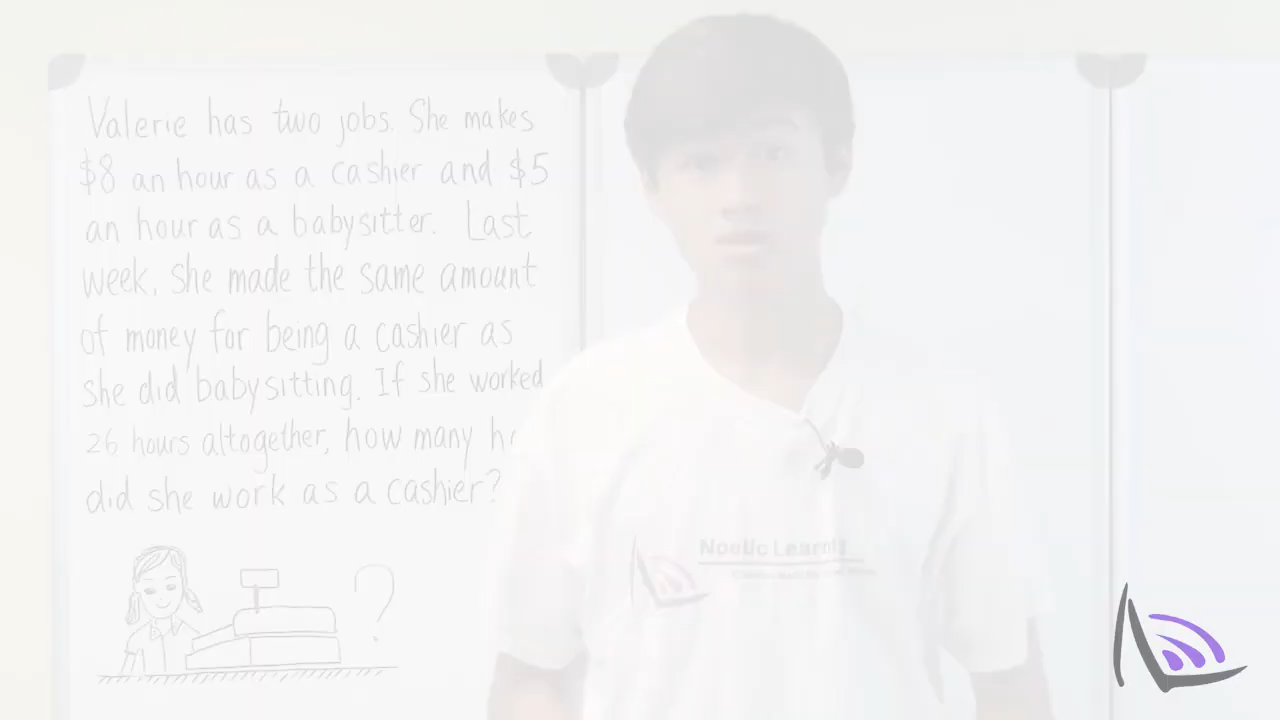 Valerie has two jobs. She makes
$8 an hour as a cashier and $5
an hour as a babysitter. Last
week, she made the same amount
of money for being a cashier as
she did babysitting. If she worked
26 hours altogether, how many
did she work as a cashier?
?
Noetic Learni